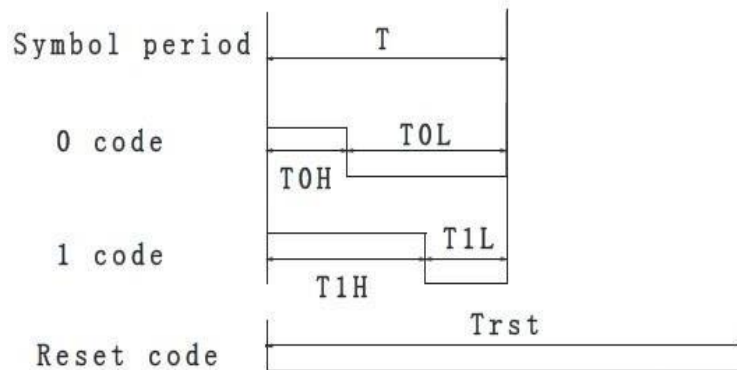 Symbol period
T
0 code
T0H
T0L
1 code
T1H
T1L
Reset code
Trst